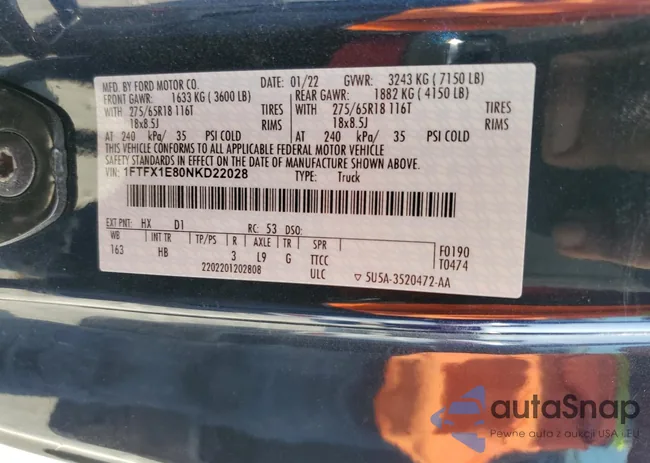 MFD. BY FORD MOTOR CO. DATE: 01/22 GVWR: 3243 KG ( 7150 LB)
FRONT GAWR: 1633 KG ( 3600 LB) REAR GAWR: 1882 KG ( 4150 LB)
WITH 275/65R18 116T TIRES WITH 275/65R18 116T TIRES
18x8.5J RIMS 18x8.5J RIMS
AT 240 kPa/ 35 PSI COLD AT 240 kPa/ 35 PSI COLD
THIS VEHICLE CONFORMS TO ALL APPLICABLE FEDERAL MOTOR VEHICLE
SAFETY STANDARDS IN EFFECT ON THE DATE OF MANUFACTURE SHOWN ABOVE.
VIN: 1FTFX1E80NKD22028 TYPE: Truck
EXT PNT: HX D1 RC: 53 DSO:
WB INT TR TP/PS R AXLE TR SPR
163 HB 3 L9 G TTCC
ULC
F0190
T0474
2202201202808
▽ 5U5A-3520472-AA
autaSnap
Pewne auta z aukcji USA i EU